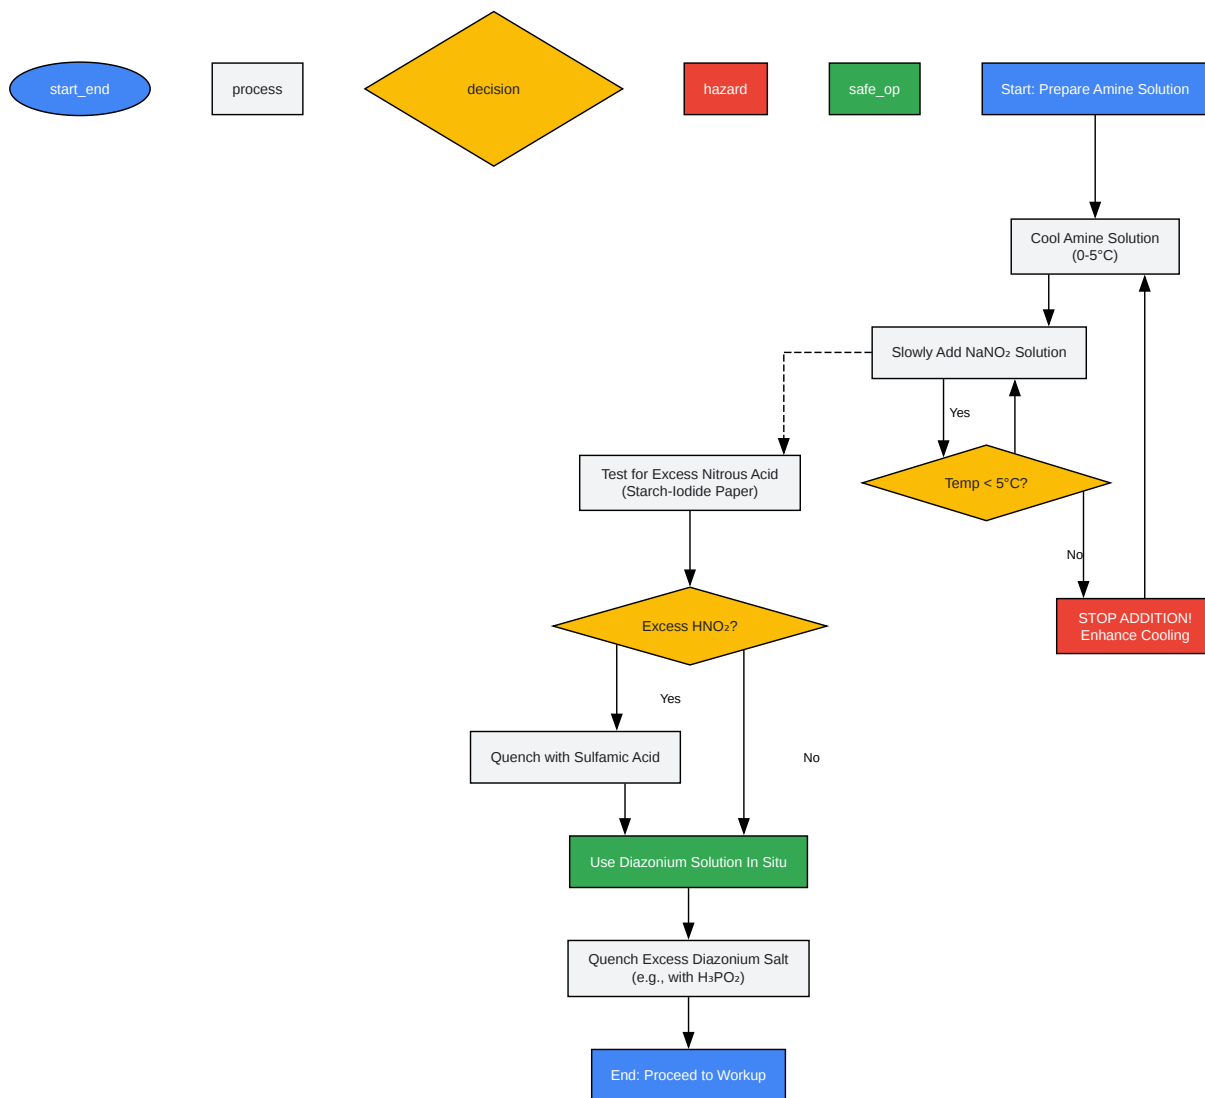 start_end
process
decision
hazard
safe_op
Start: Prepare Amine Solution
Cool Amine Solution
(0-5°C)
Slowly Add NaNO₂ Solution
Yes
Test for Excess Nitrous Acid
(Starch-Iodide Paper)
Temp < 5°C?
No
Excess HNO₂?
STOP ADDITION!
Enhance Cooling
Yes
Quench with Sulfamic Acid
No
Use Diazonium Solution In Situ
Quench Excess Diazonium Salt
(e.g., with H₃PO₂)
End: Proceed to Workup